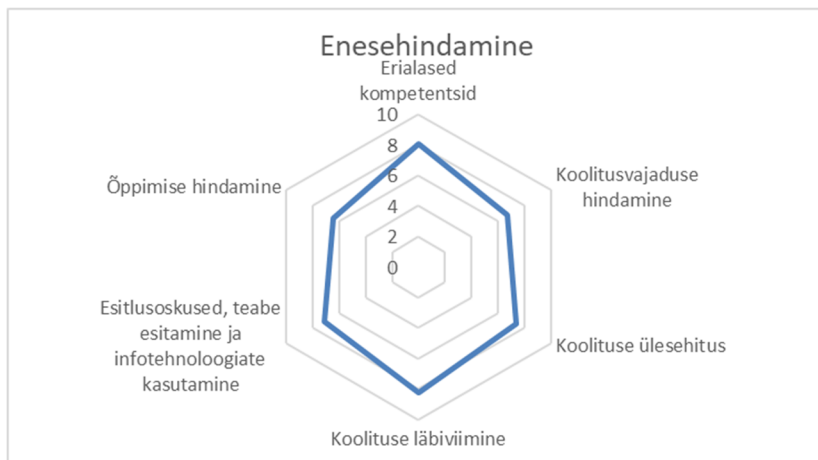 Enesehindamine
Erialased
kompetentsid
10
8
6
4
2
0
Koolitusvajaduse
hindamine
Koolituse ülesehitus
Koolituse läbiviimine
Esitlusoskused, teabe
esitamine ja
infotehnoloogiate
kasutamine
Õppimise hindamine